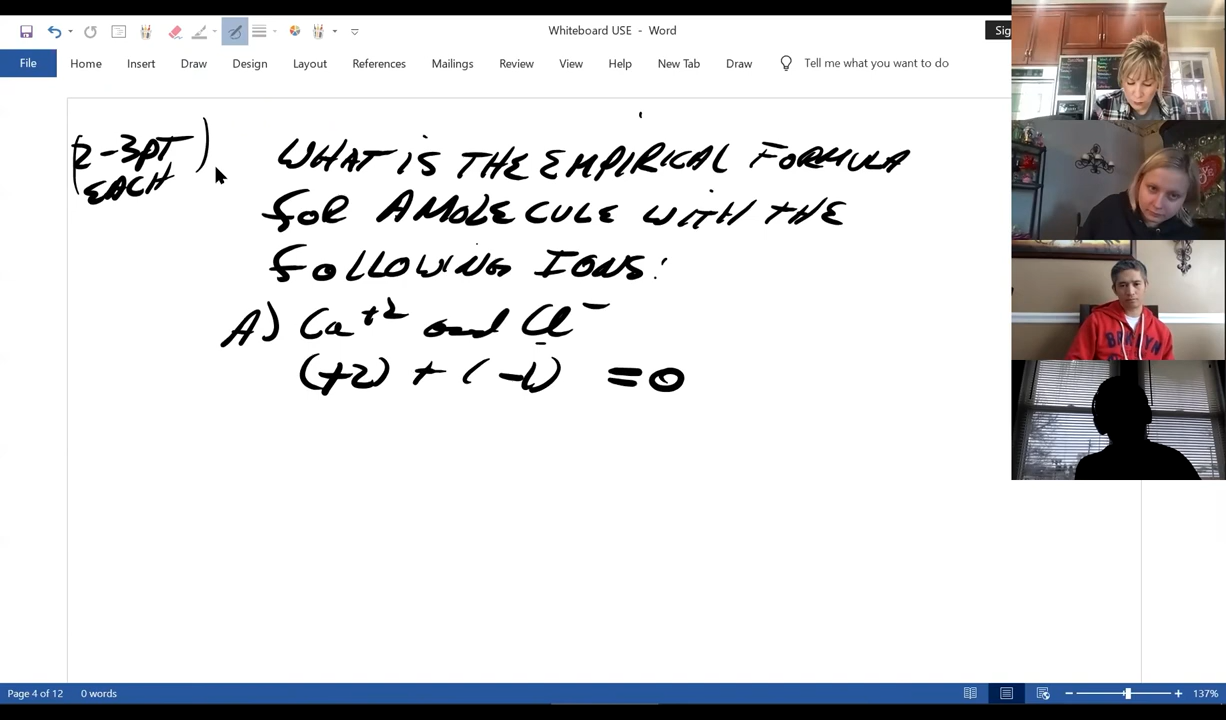 Whiteboard USE - Word
Sig
File Home Insert Draw Design Layout References Mailings Review View Help New Tab Draw Tell me what you want to do
(2-3PT EACH)
WHAT IS THE EMPIRICAL FORMULA
FOR A MOLECULE WITH THE
FOLLOWING IONS:
A) Ca+2 and Cl-
(+2) + (-1) = 0
Page 4 of 12 0 words 137%